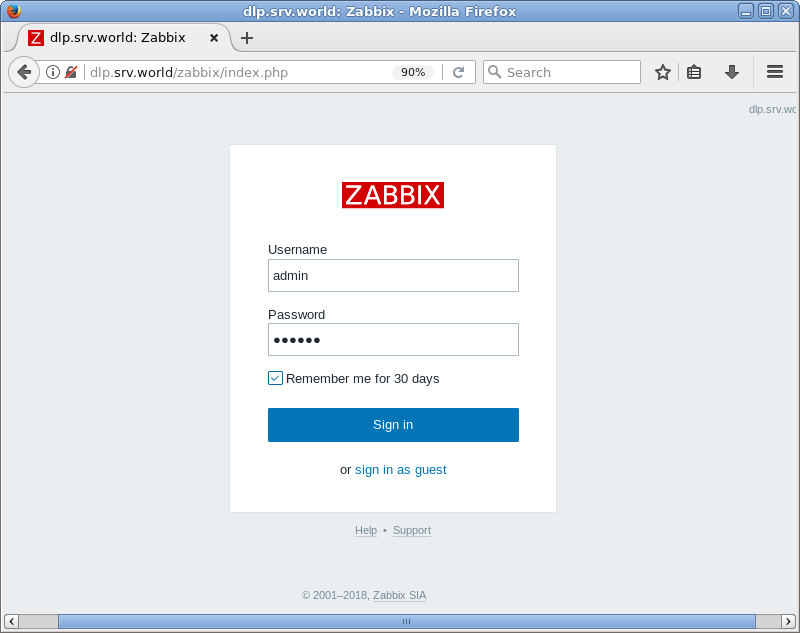 dlp.srv.world: Zabbix - Mozilla Firefox
dlp.srv.world: Zabbix
dlp.srv.world/zabbix/index.php 90% Search
dlp.srv.wo
ZABBIX
Username
admin
Password
●●●●●●
Remember me for 30 days
Sign in
or sign in as guest
Help • Support
© 2001–2018, Zabbix SIA